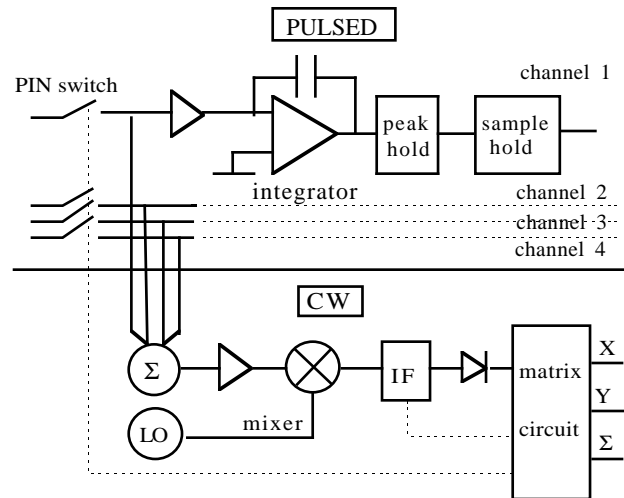 PULSED
channel 1
PIN switch
peak
hold
sample
hold
integrator
channel 2
channel 3
channel 4
CW
Σ
IF
matrix
circuit
X
Y
Σ
LO
mixer